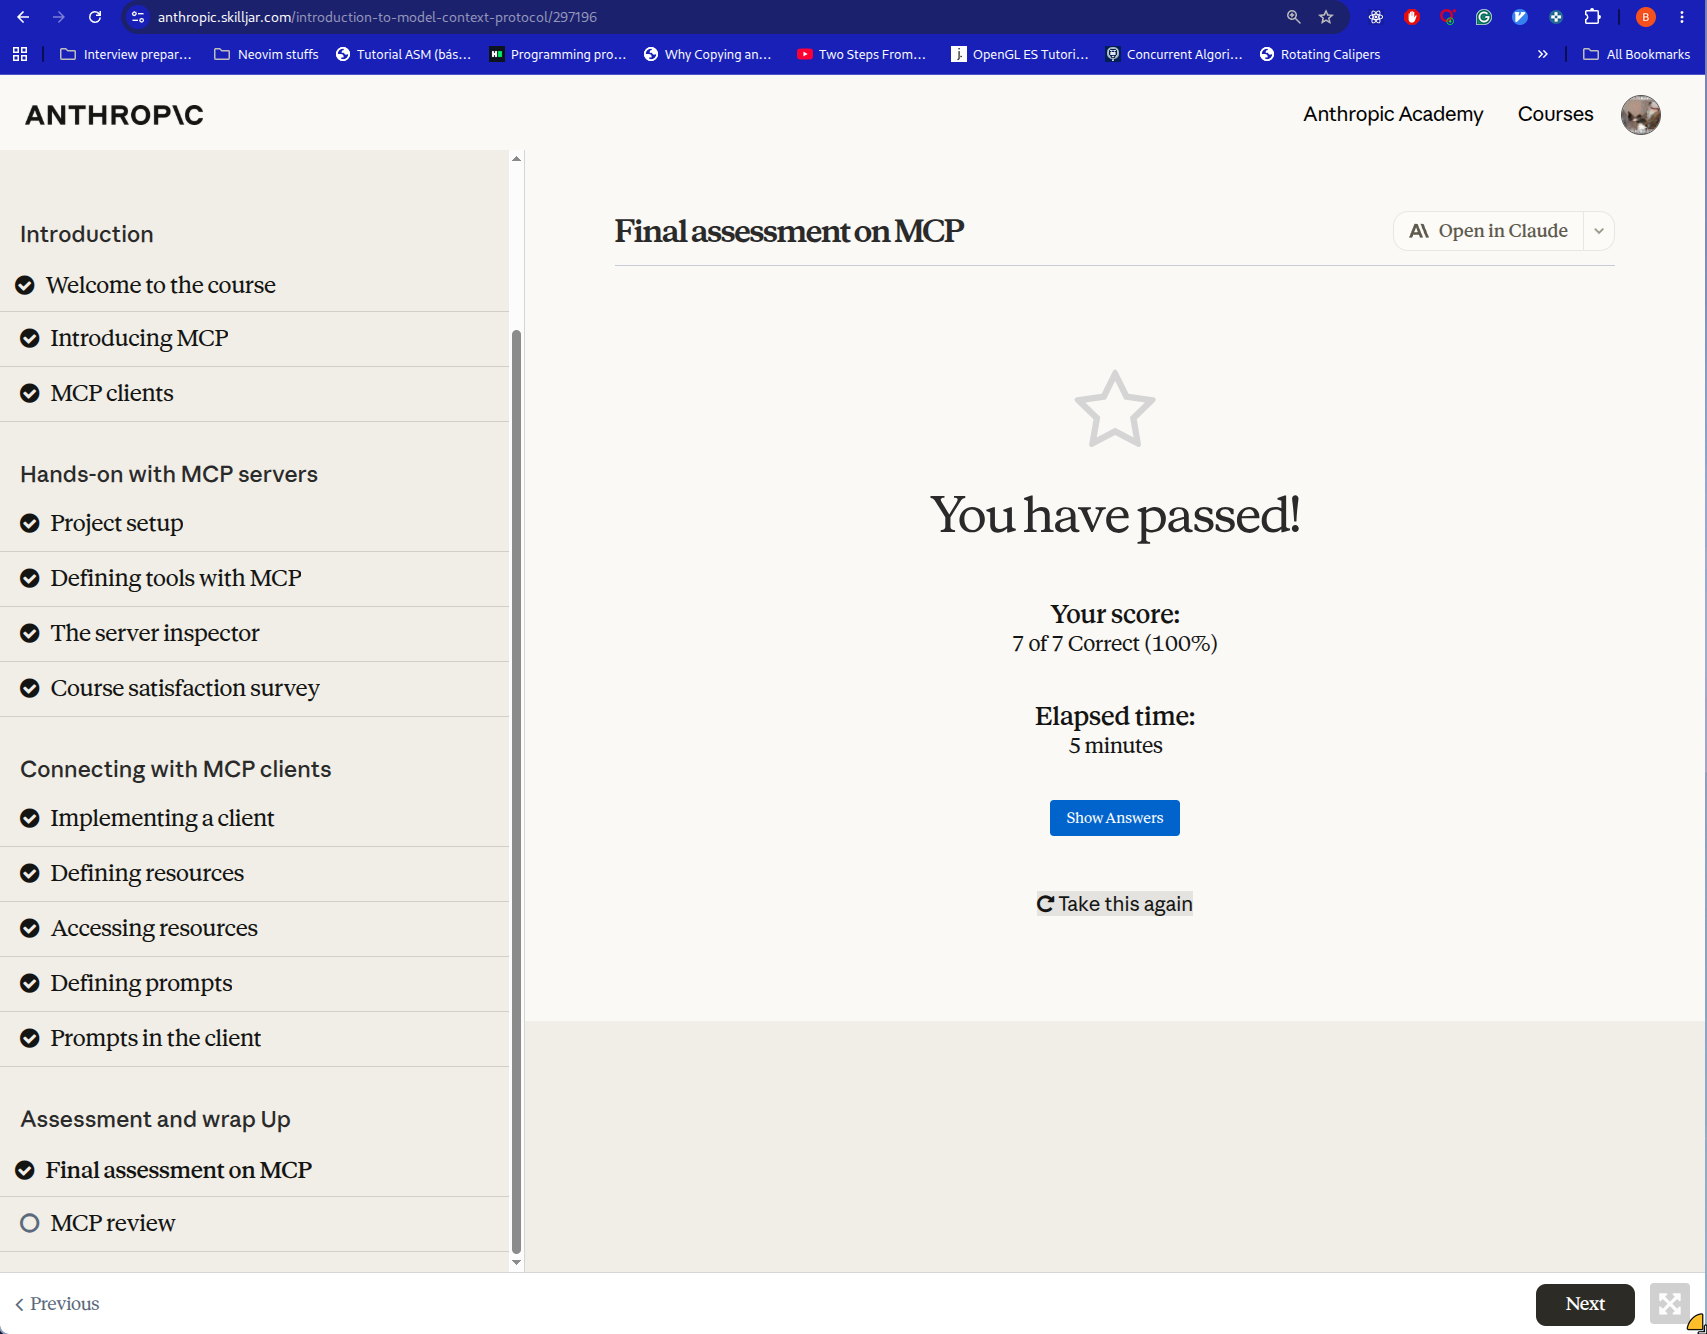 anthropic.skilljar.com/introduction-to-model-context-protocol/297196
B
Interview prepar...
Neovim stuffs
Tutorial ASM (bás...
Programming pro...
Why Copying an...
Two Steps From...
j.
OpenGL ES Tutori...
Concurrent Algori...
Rotating Calipers
All Bookmarks
ANTHROP\C
Anthropic Academy
Courses
Introduction
Welcome to the course
Introducing MCP
MCP clients
Hands-on with MCP servers
Project setup
Defining tools with MCP
The server inspector
Course satisfaction survey
Connecting with MCP clients
Implementing a client
Defining resources
Accessing resources
Defining prompts
Prompts in the client
Assessment and wrap Up
Final assessment on MCP
MCP review
Final assessment on MCP
Open in Claude
You have passed!
Your score:
7 of 7 Correct (100%)
Elapsed time:
5 minutes
Show Answers
Take this again
Previous
Next